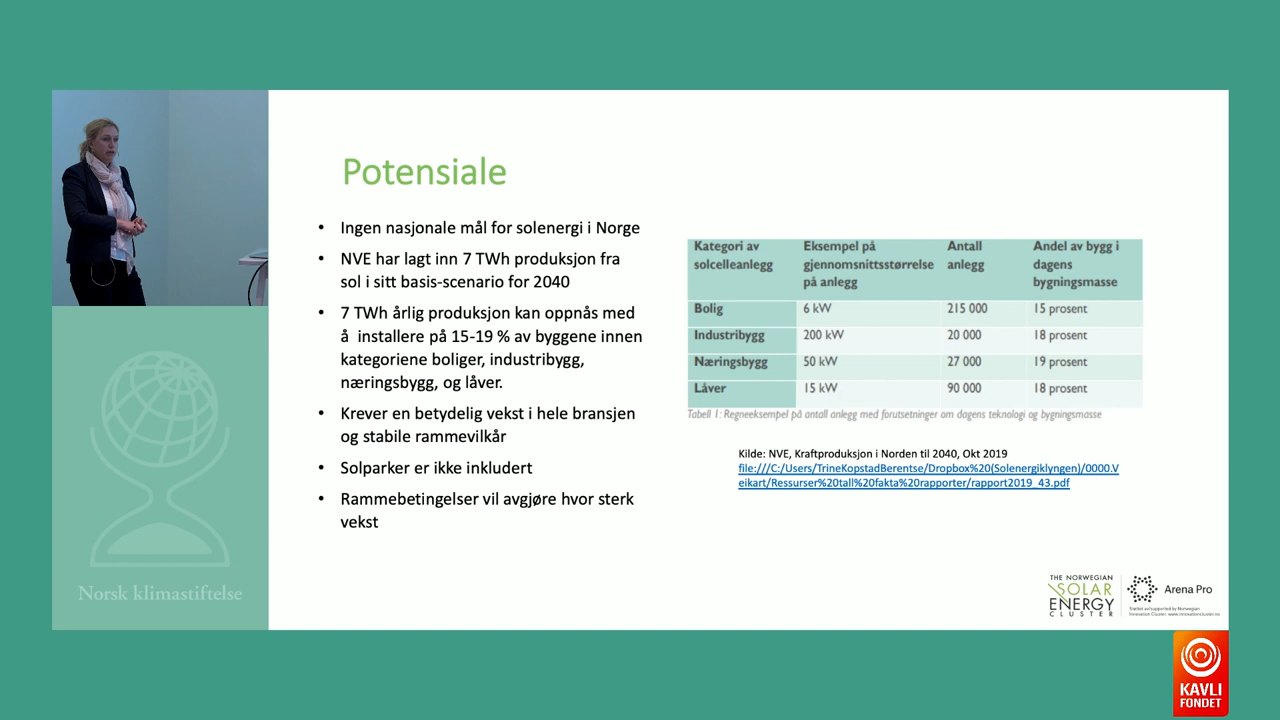 Potensiale
• Ingen nasjonale mål for solenergi i Norge
• NVE har lagt inn 7 TWh produksjon fra
sol i sitt basis-scenario for 2040
• 7 TWh årlig produksjon kan oppnås med
å installere på 15-19 % av byggene innen
kategoriene boliger, industribygg,
næringsbygg, og låver.
• Krever en betydelig vekst i hele bransjen
og stabile rammevilkår
• Solparker er ikke inkludert
• Rammebetingelser vil avgjøre hvor sterk
vekst
Kategori av solcelleanlegg Eksempel på gjennomsnittsstørrelse på anlegg Antall anlegg Andel av bygg i dagens bygningsmasse
Bolig 6 kW 215 000 15 prosent
Industribygg 200 kW 20 000 18 prosent
Næringsbygg 50 kW 27 000 19 prosent
Låver 15 kW 90 000 18 prosent
Tabell 1: Regneeksempel på antall anlegg med forutsetninger om dagens teknologi og bygningsmasse
Kilde: NVE, Kraftproduksjon i Norden til 2040, Okt 2019
file:///C:/Users/TrineKopstadBerentse/Dropbox%20(Solenergiklyngen)/0000.V
eikart/Ressurser%20tall%20fakta%20rapporter/rapport2019_43.pdf
Norsk klimastiftelse
THE NORWEGIAN
SOLAR
ENERGY
CLUSTER
Arena Pro
KAVLI
FONDET